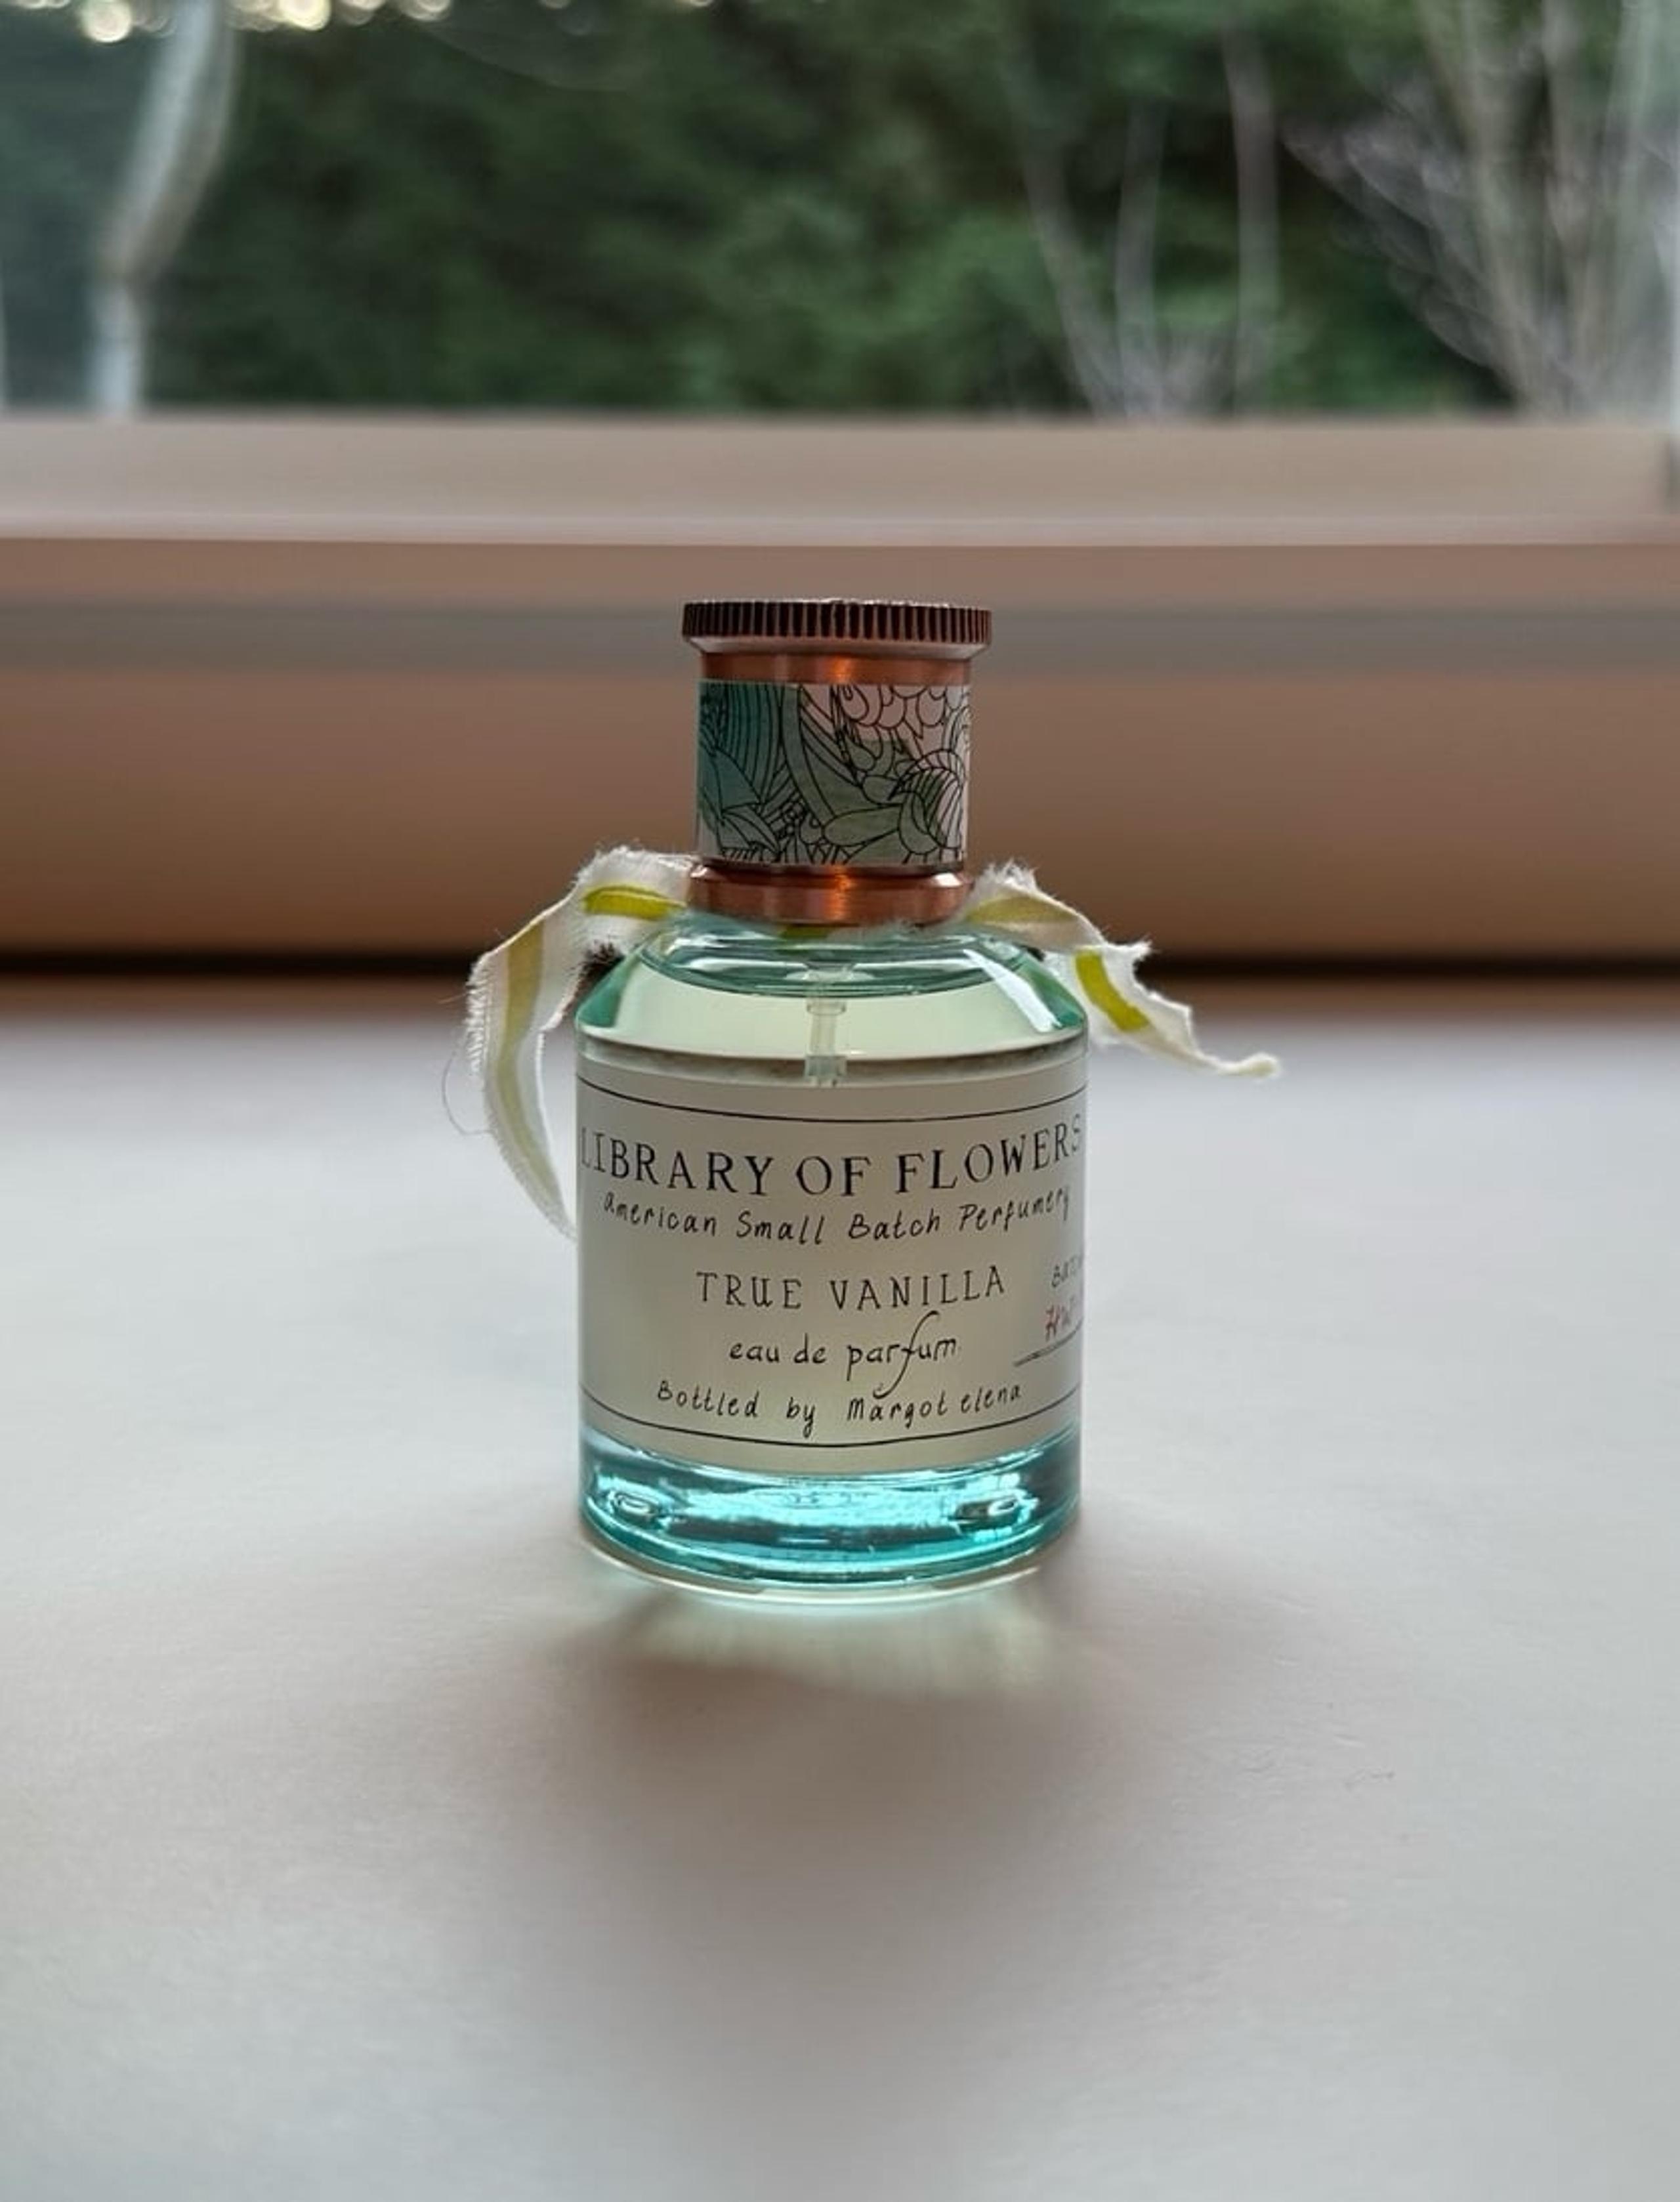 LIBRARY OF FLOWERS
American Small Batch Perfumery
TRUE VANILLA
eau de parfum
Bottled by Margot elena